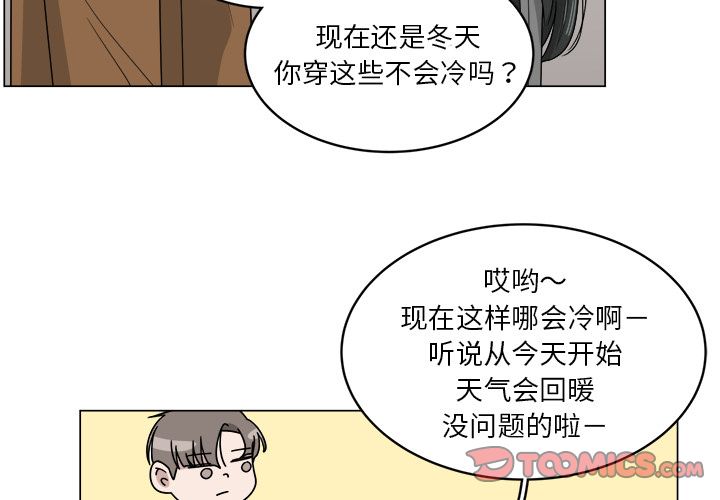 现在还是冬天
你穿这些不会冷吗？
哎哟～
现在这样哪会冷啊－
听说从今天开始
天气会回暖
没问题的啦－
TOOMICS.COM